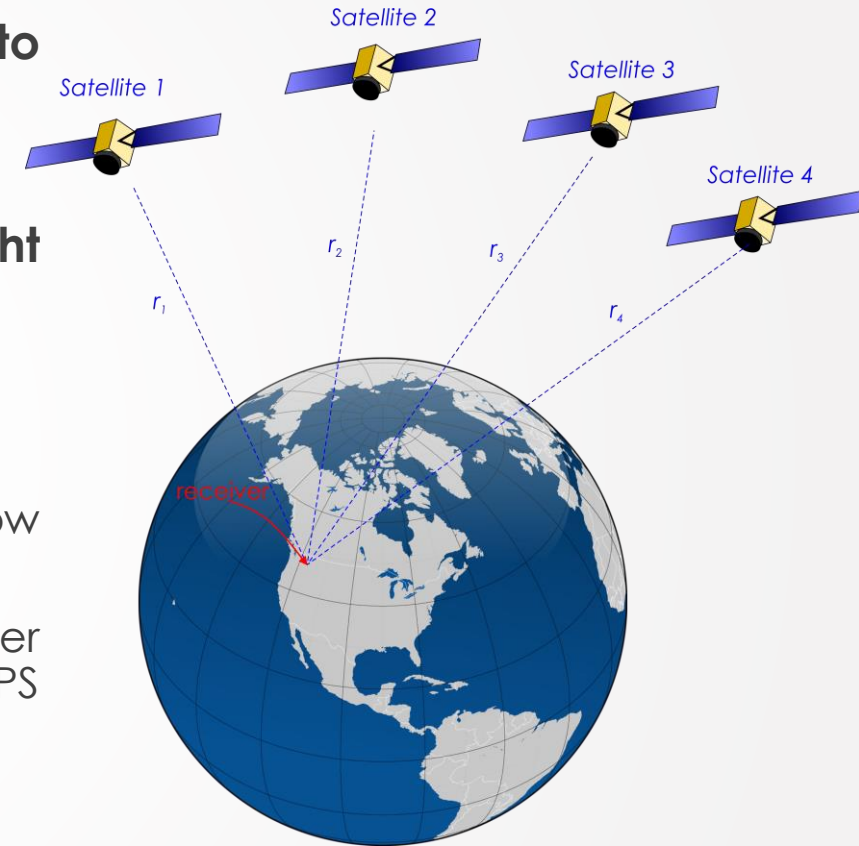 to
ht
ow
er
PS
Satellite 1
Satellite 2
Satellite 3
Satellite 4
r₁
r₂
r₃
r₄
receiver